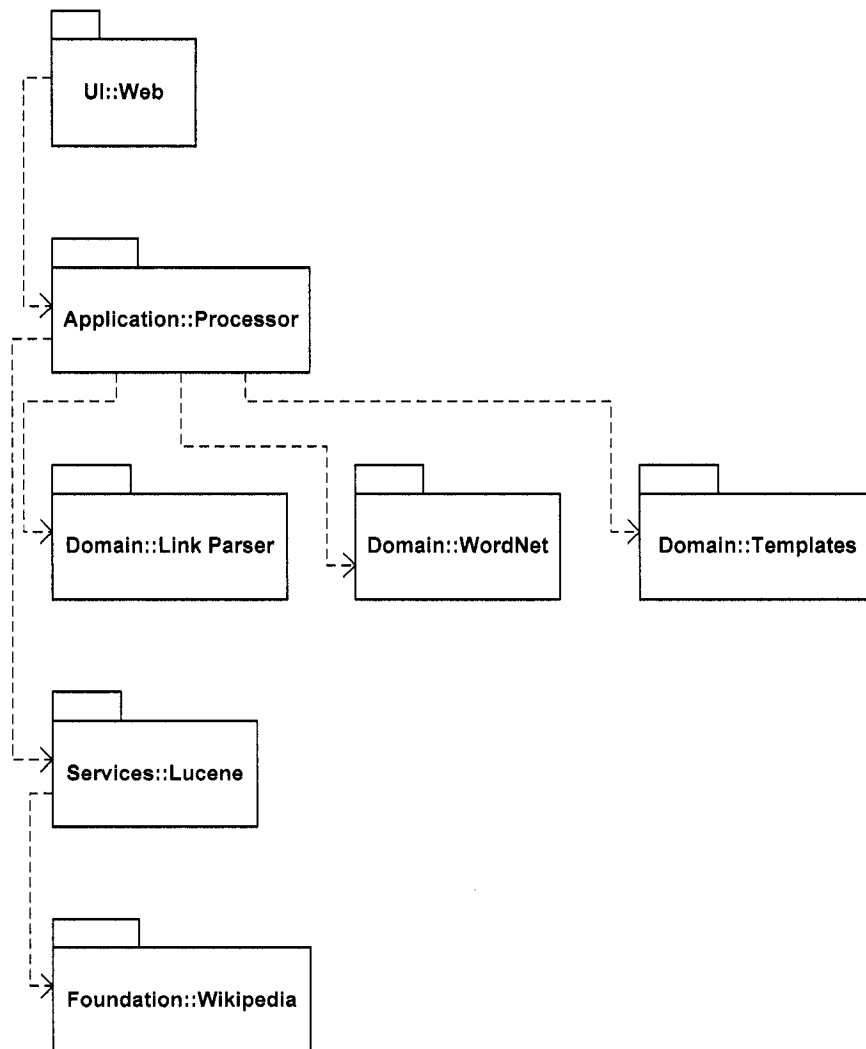 UI::Web
Application::Processor
Domain::Link Parser
Domain::WordNet
Domain::Templates
Services::Lucene
Foundation::Wikipedia